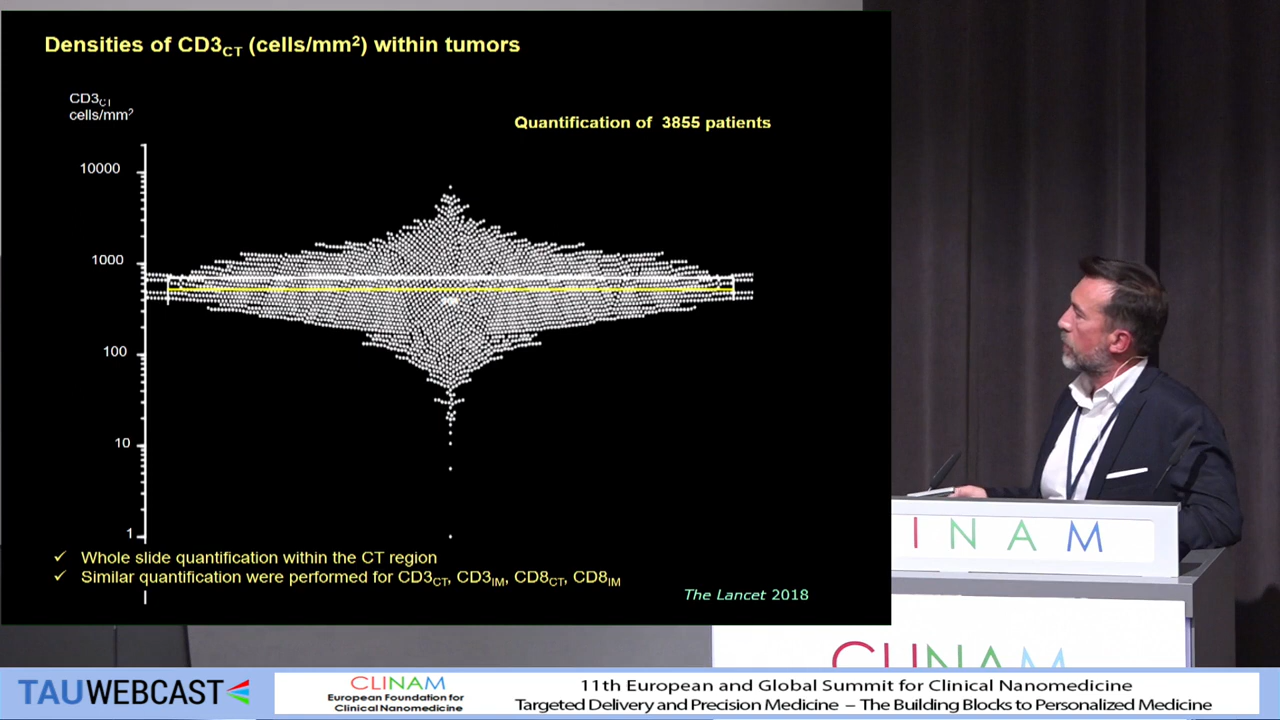 Densities of CD3CT (cells/mm²) within tumors
CD3CT
cells/mm²
Quantification of 3855 patients
10000
1000
100
10
1
✓ Whole slide quantification within the CT region
✓ Similar quantification were performed for CD3CT, CD3IM, CD8CT, CD8IM
The Lancet 2018
INAM
CLINAM
TAUWEBCAST
CLINAM
European Foundation for
Clinical Nanomedicine
11th European and Global Summit for Clinical Nanomedicine
Targeted Delivery and Precision Medicine – The Building Blocks to Personalized Medicine